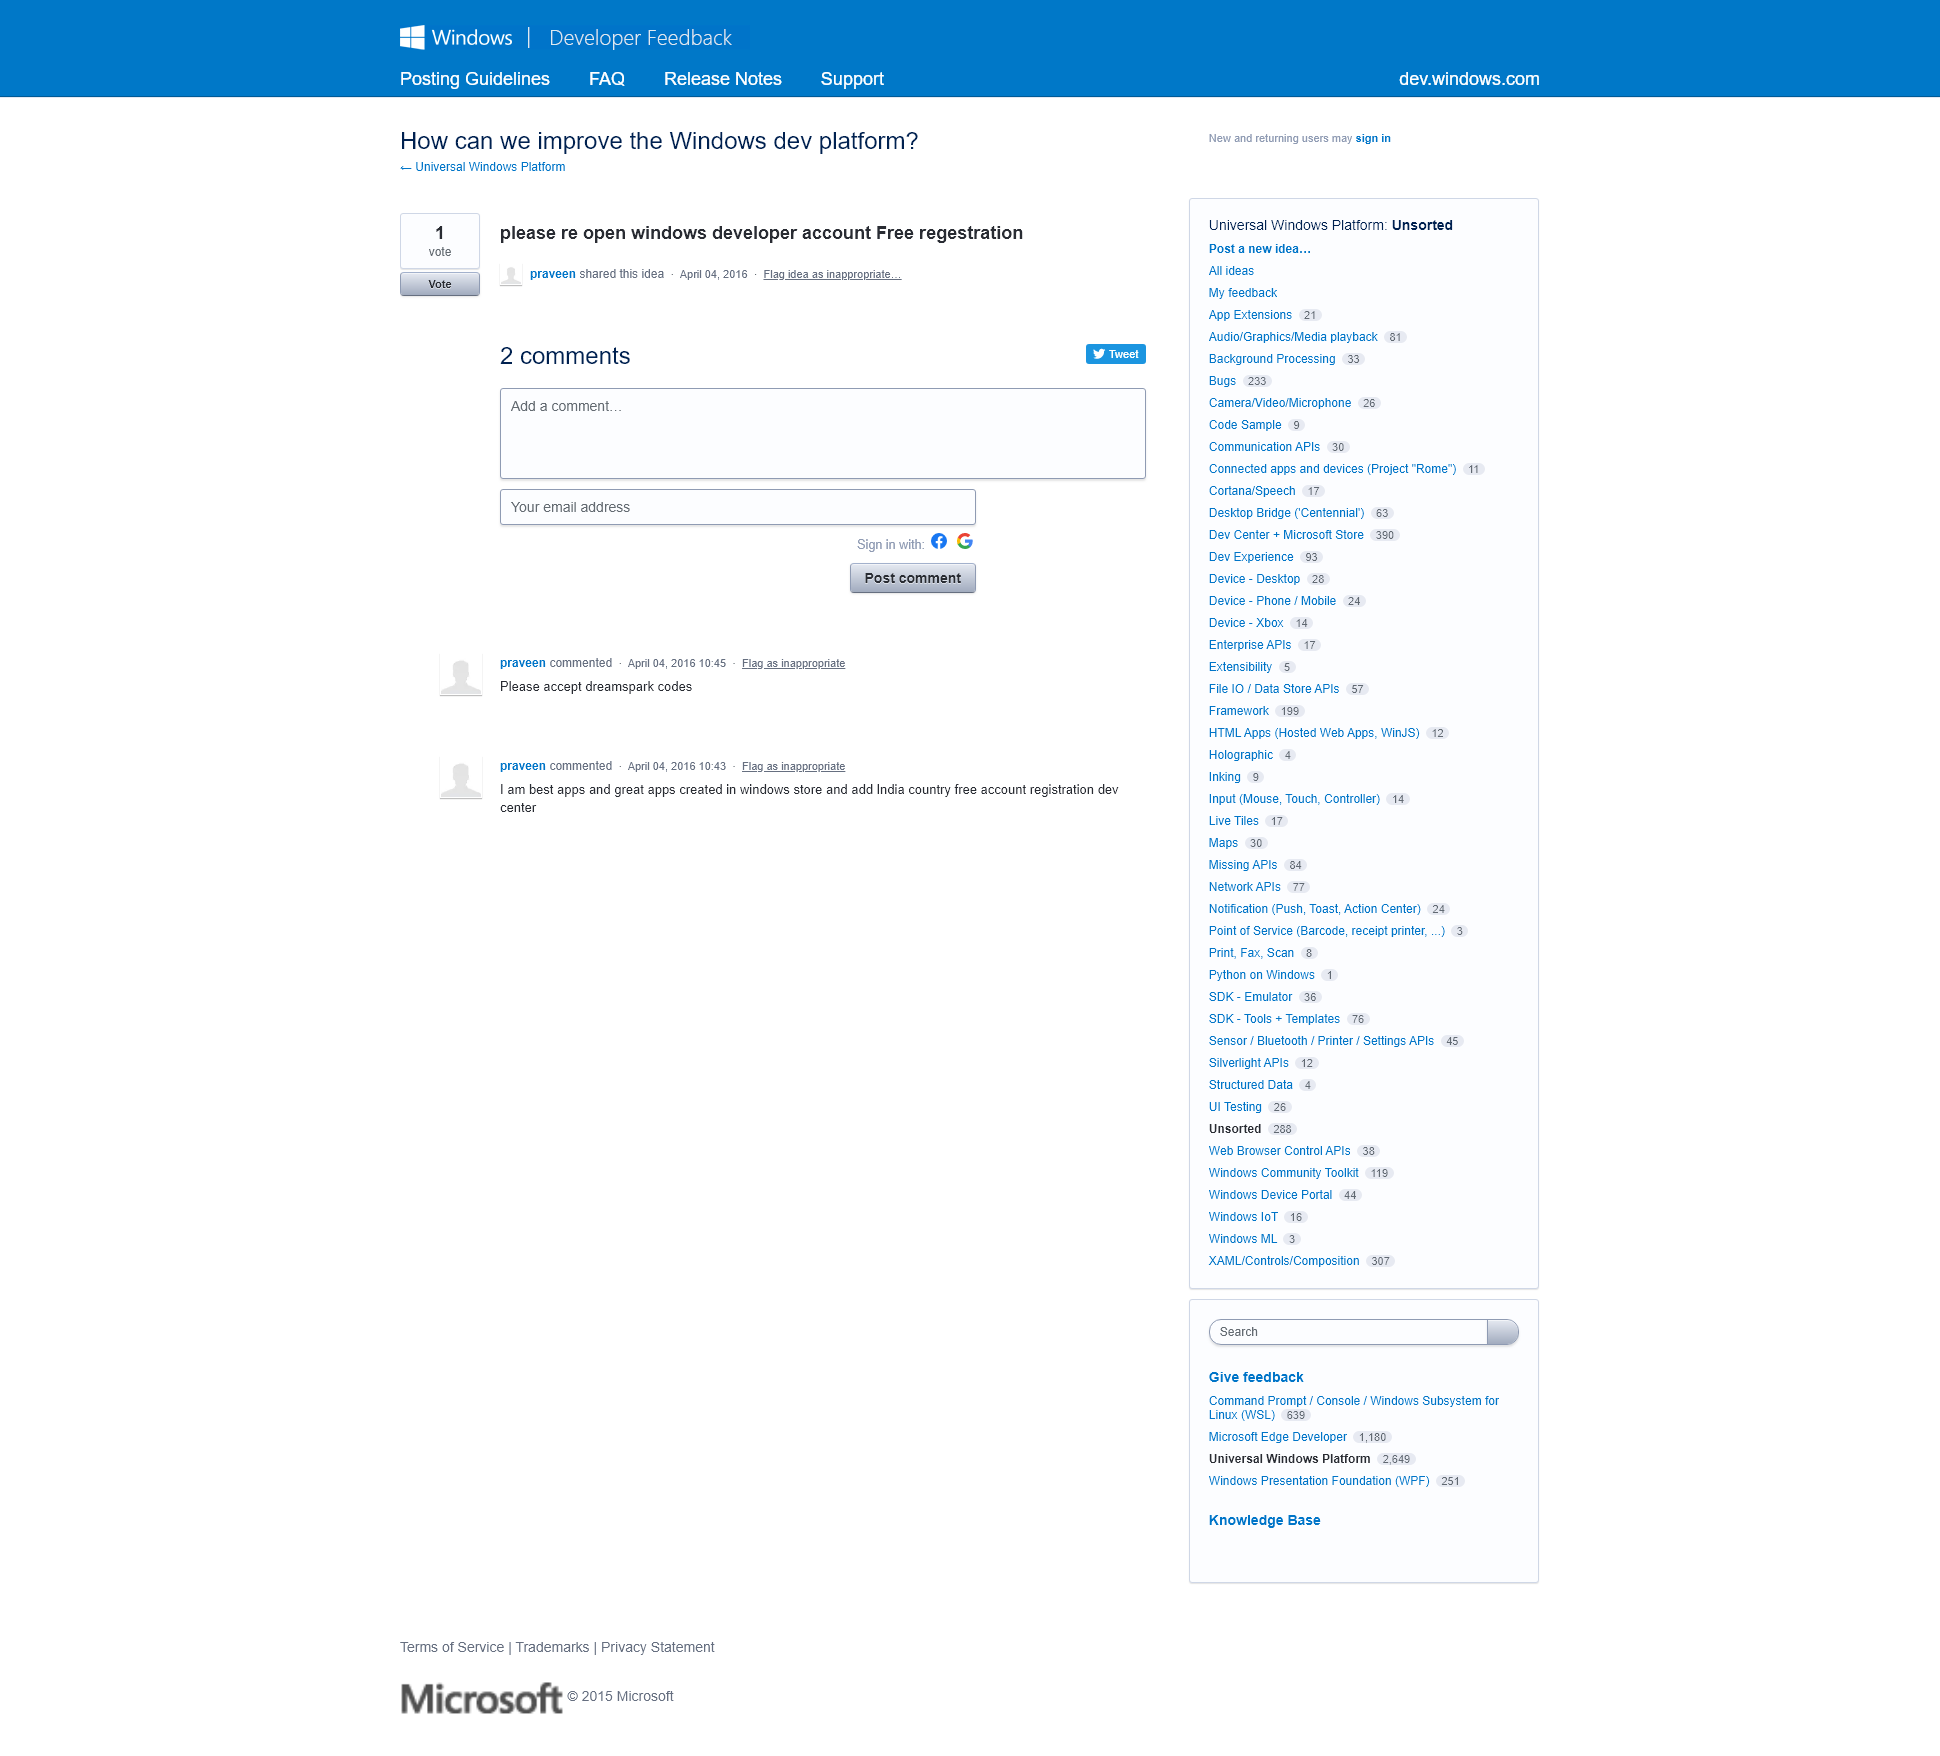 Windows | Developer Feedback
Posting Guidelines FAQ Release Notes Support dev.windows.com
How can we improve the Windows dev platform?
← Universal Windows Platform
New and returning users may sign in
1
vote
Vote
please re open windows developer account Free regestration
praveen shared this idea · April 04, 2016 · Flag idea as inappropriate…
2 comments
Tweet
Add a comment…
Your email address
Sign in with:
Post comment
praveen commented · April 04, 2016 10:45 · Flag as inappropriate
Please accept dreamspark codes
praveen commented · April 04, 2016 10:43 · Flag as inappropriate
I am best apps and great apps created in windows store and add India country free account registration dev
center
Universal Windows Platform: Unsorted
Post a new idea…
All ideas
My feedback
App Extensions 21
Audio/Graphics/Media playback 81
Background Processing 33
Bugs 233
Camera/Video/Microphone 26
Code Sample 9
Communication APIs 30
Connected apps and devices (Project "Rome") 11
Cortana/Speech 17
Desktop Bridge ('Centennial') 63
Dev Center + Microsoft Store 390
Dev Experience 93
Device - Desktop 28
Device - Phone / Mobile 24
Device - Xbox 14
Enterprise APIs 17
Extensibility 5
File IO / Data Store APIs 57
Framework 199
HTML Apps (Hosted Web Apps, WinJS) 12
Holographic 4
Inking 9
Input (Mouse, Touch, Controller) 14
Live Tiles 17
Maps 30
Missing APIs 84
Network APIs 77
Notification (Push, Toast, Action Center) 24
Point of Service (Barcode, receipt printer, ...) 3
Print, Fax, Scan 8
Python on Windows 1
SDK - Emulator 36
SDK - Tools + Templates 76
Sensor / Bluetooth / Printer / Settings APIs 45
Silverlight APIs 12
Structured Data 4
UI Testing 26
Unsorted 288
Web Browser Control APIs 38
Windows Community Toolkit 119
Windows Device Portal 44
Windows IoT 16
Windows ML 3
XAML/Controls/Composition 307
Search
Give feedback
Command Prompt / Console / Windows Subsystem for
Linux (WSL) 639
Microsoft Edge Developer 1,180
Universal Windows Platform 2,649
Windows Presentation Foundation (WPF) 251
Knowledge Base
Terms of Service | Trademarks | Privacy Statement
Microsoft © 2015 Microsoft